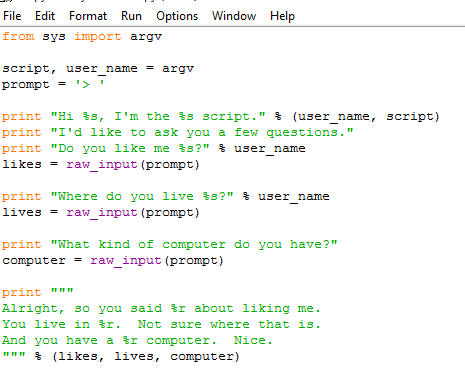 File Edit Format Run Options Window Help
from sys import argv
script, user_name = argv
prompt = '> '
print "Hi %s, I'm the %s script." % (user_name, script)
print "I'd like to ask you a few questions."
print "Do you like me %s?" % user_name
likes = raw_input(prompt)
print "Where do you live %s?" % user_name
lives = raw_input(prompt)
print "What kind of computer do you have?"
computer = raw_input(prompt)
print """
Alright, so you said %r about liking me.
You live in %r.  Not sure where that is.
And you have a %r computer.  Nice.
""" % (likes, lives, computer)